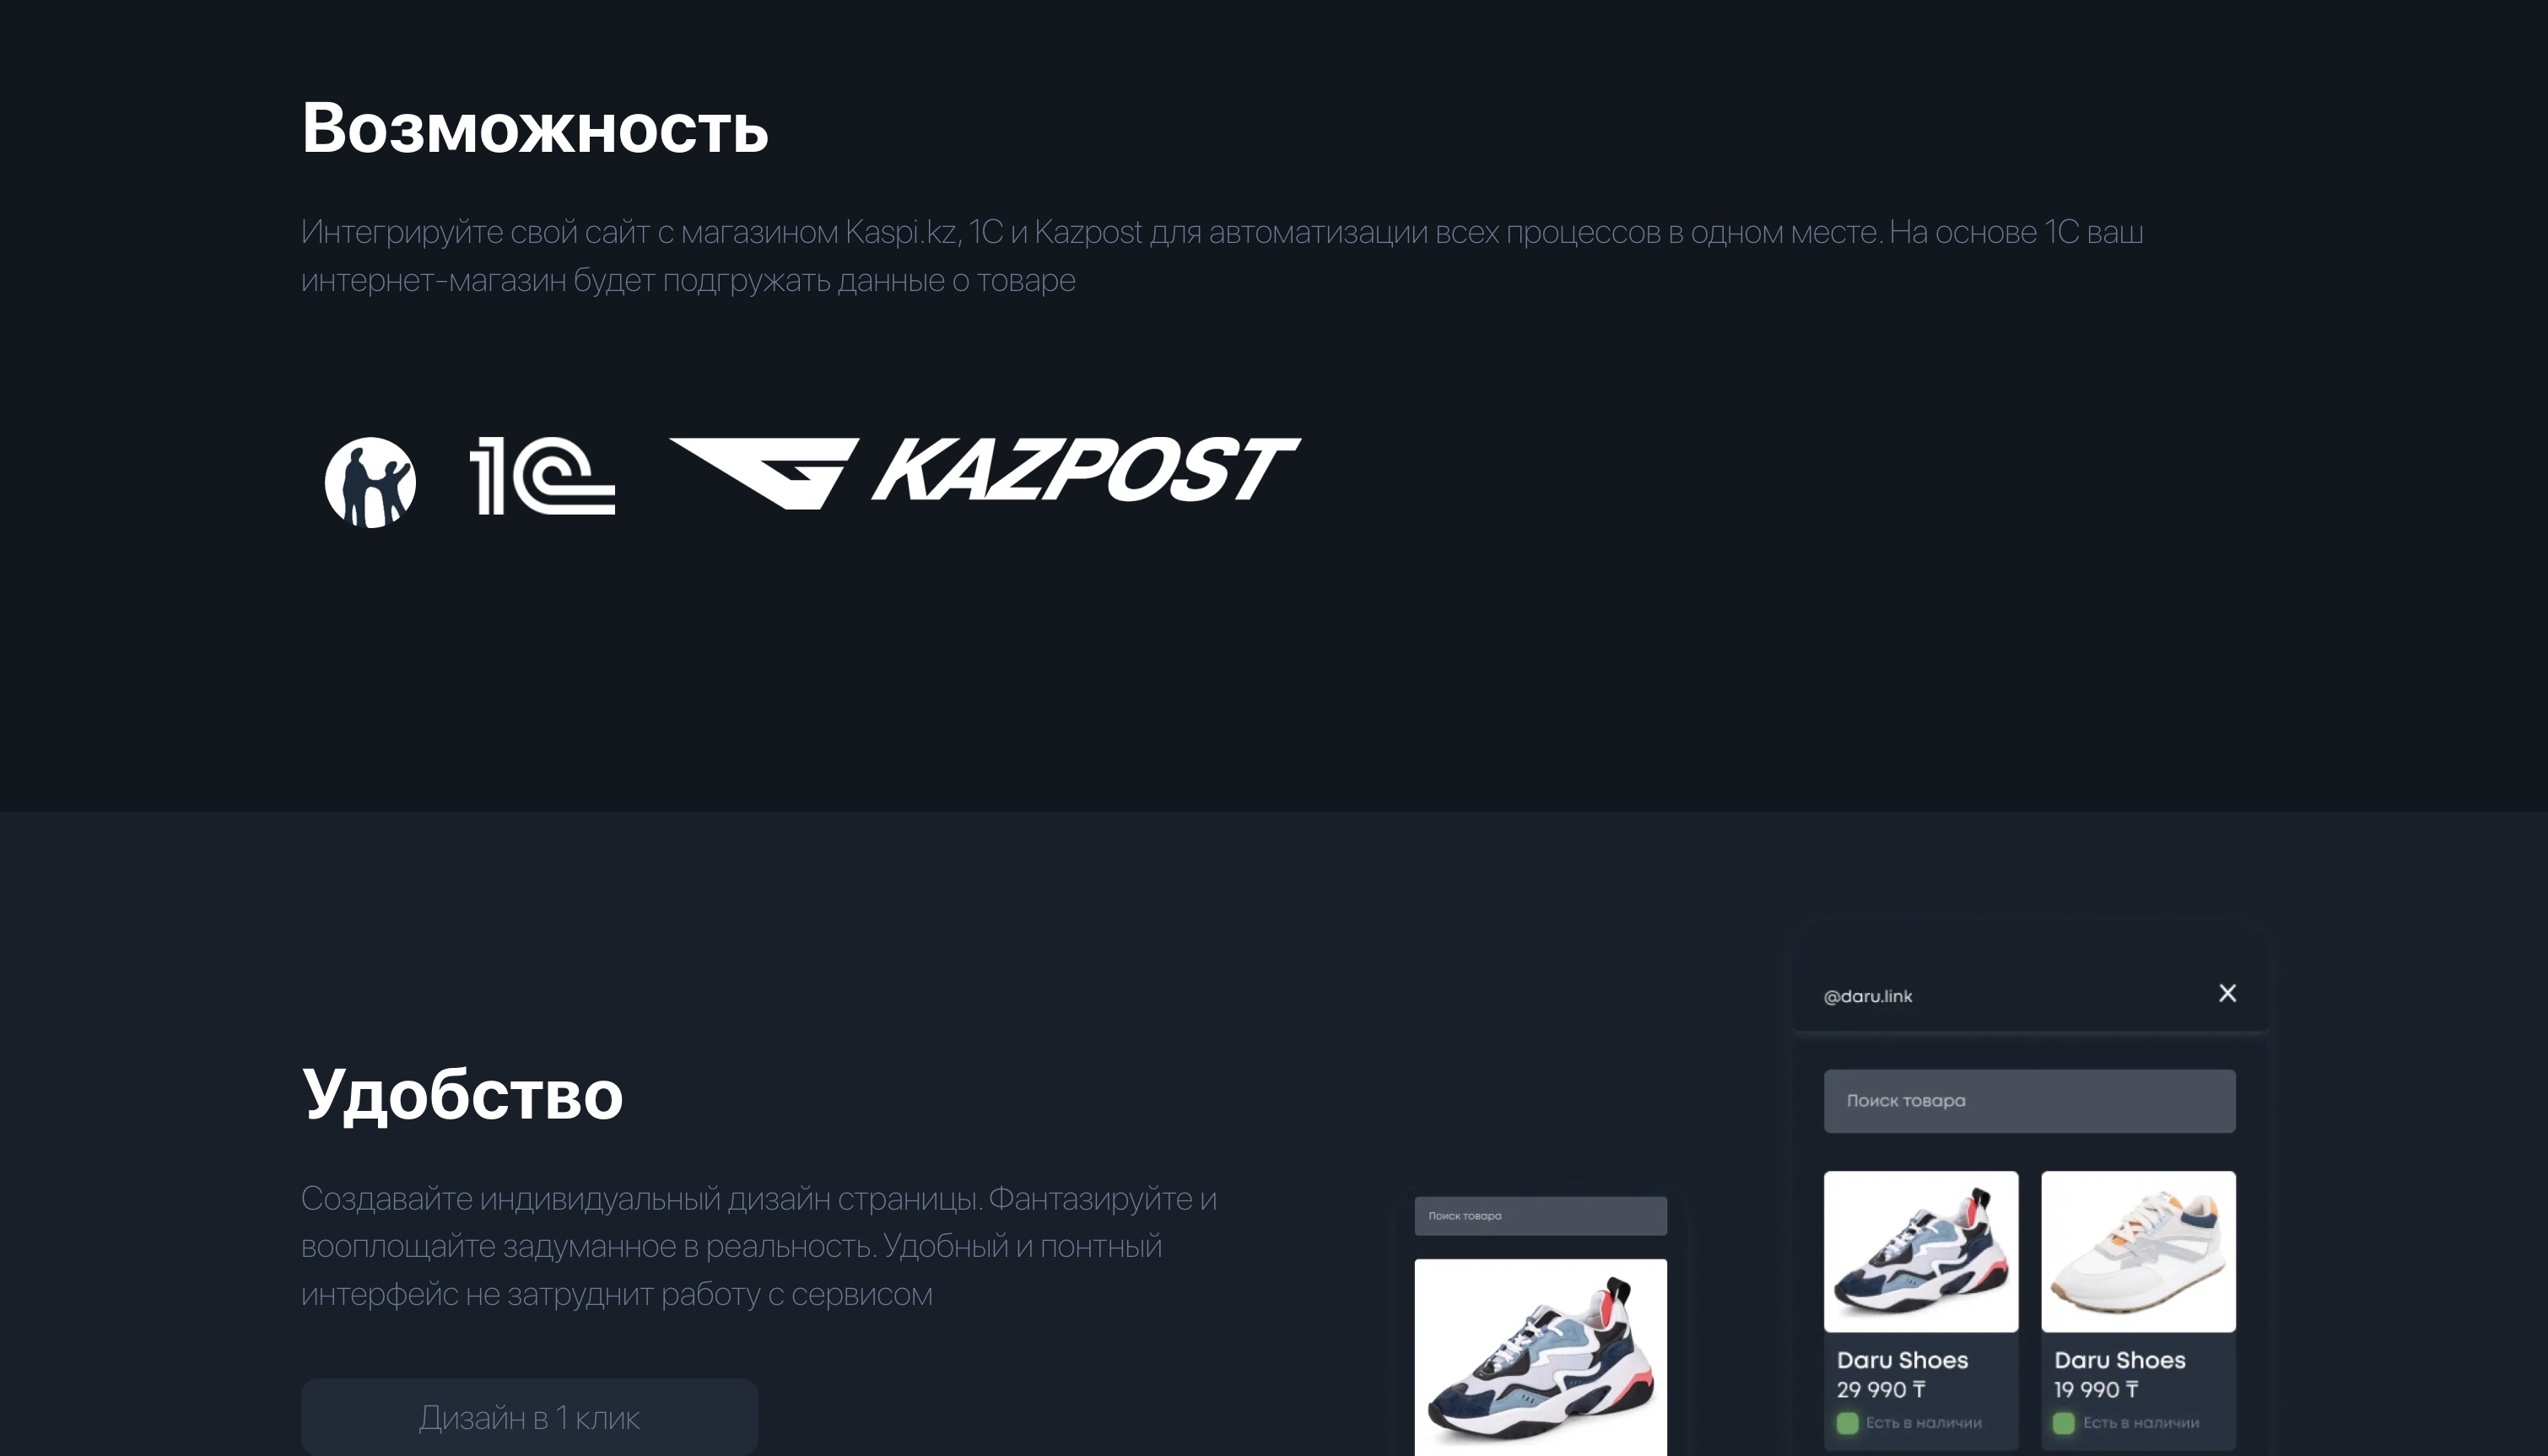 Возможность
Интегрируйте свой сайт с магазином Kaspi.kz, 1С и Kazpost для автоматизации всех процессов в одном месте. На основе 1С ваш
интернет-магазин будет подгружать данные о товаре
1С KAZPOST
Удобство
Создавайте индивидуальный дизайн страницы. Фантазируйте и
вооплощайте задуманное в реальность. Удобный и понтный
интерфейс не затруднит работу с сервисом
Дизайн в 1 клик
Поиск товара
@daru.link
Поиск товара
Daru Shoes
29 990 ₸
Есть в наличии
Daru Shoes
19 990 ₸
Есть в наличии